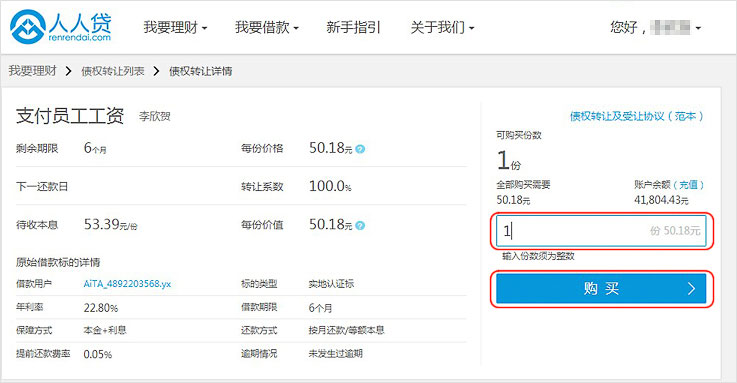 人人贷
renrendai.com
我要理财 我要借款 新手指引 关于我们 您好，
我要理财 债权转让列表 债权转让详情
支付员工工资 李欣贺
剩余期限 6个月 每份价格 50.18元 ?
下一还款日 转让系数 100.0%
待收本息 53.39元/份 每份价值 50.18元 ?
原始借款标的详情
借款用户 AiTA_4892203568.yx 标的类型 实地认证标
年利率 22.80% 借款期限 6个月
保障方式 本金+利息 还款方式 按月还款/等额本息
提前还款费率 0.05% 逾期情况 未发生过逾期
债权转让及受让协议（范本）
可购买份数
1份
全部购买需要 账户余额（充值）
50.18元 41,804.43元
1 份 50.18元
输入份数须为整数
购买